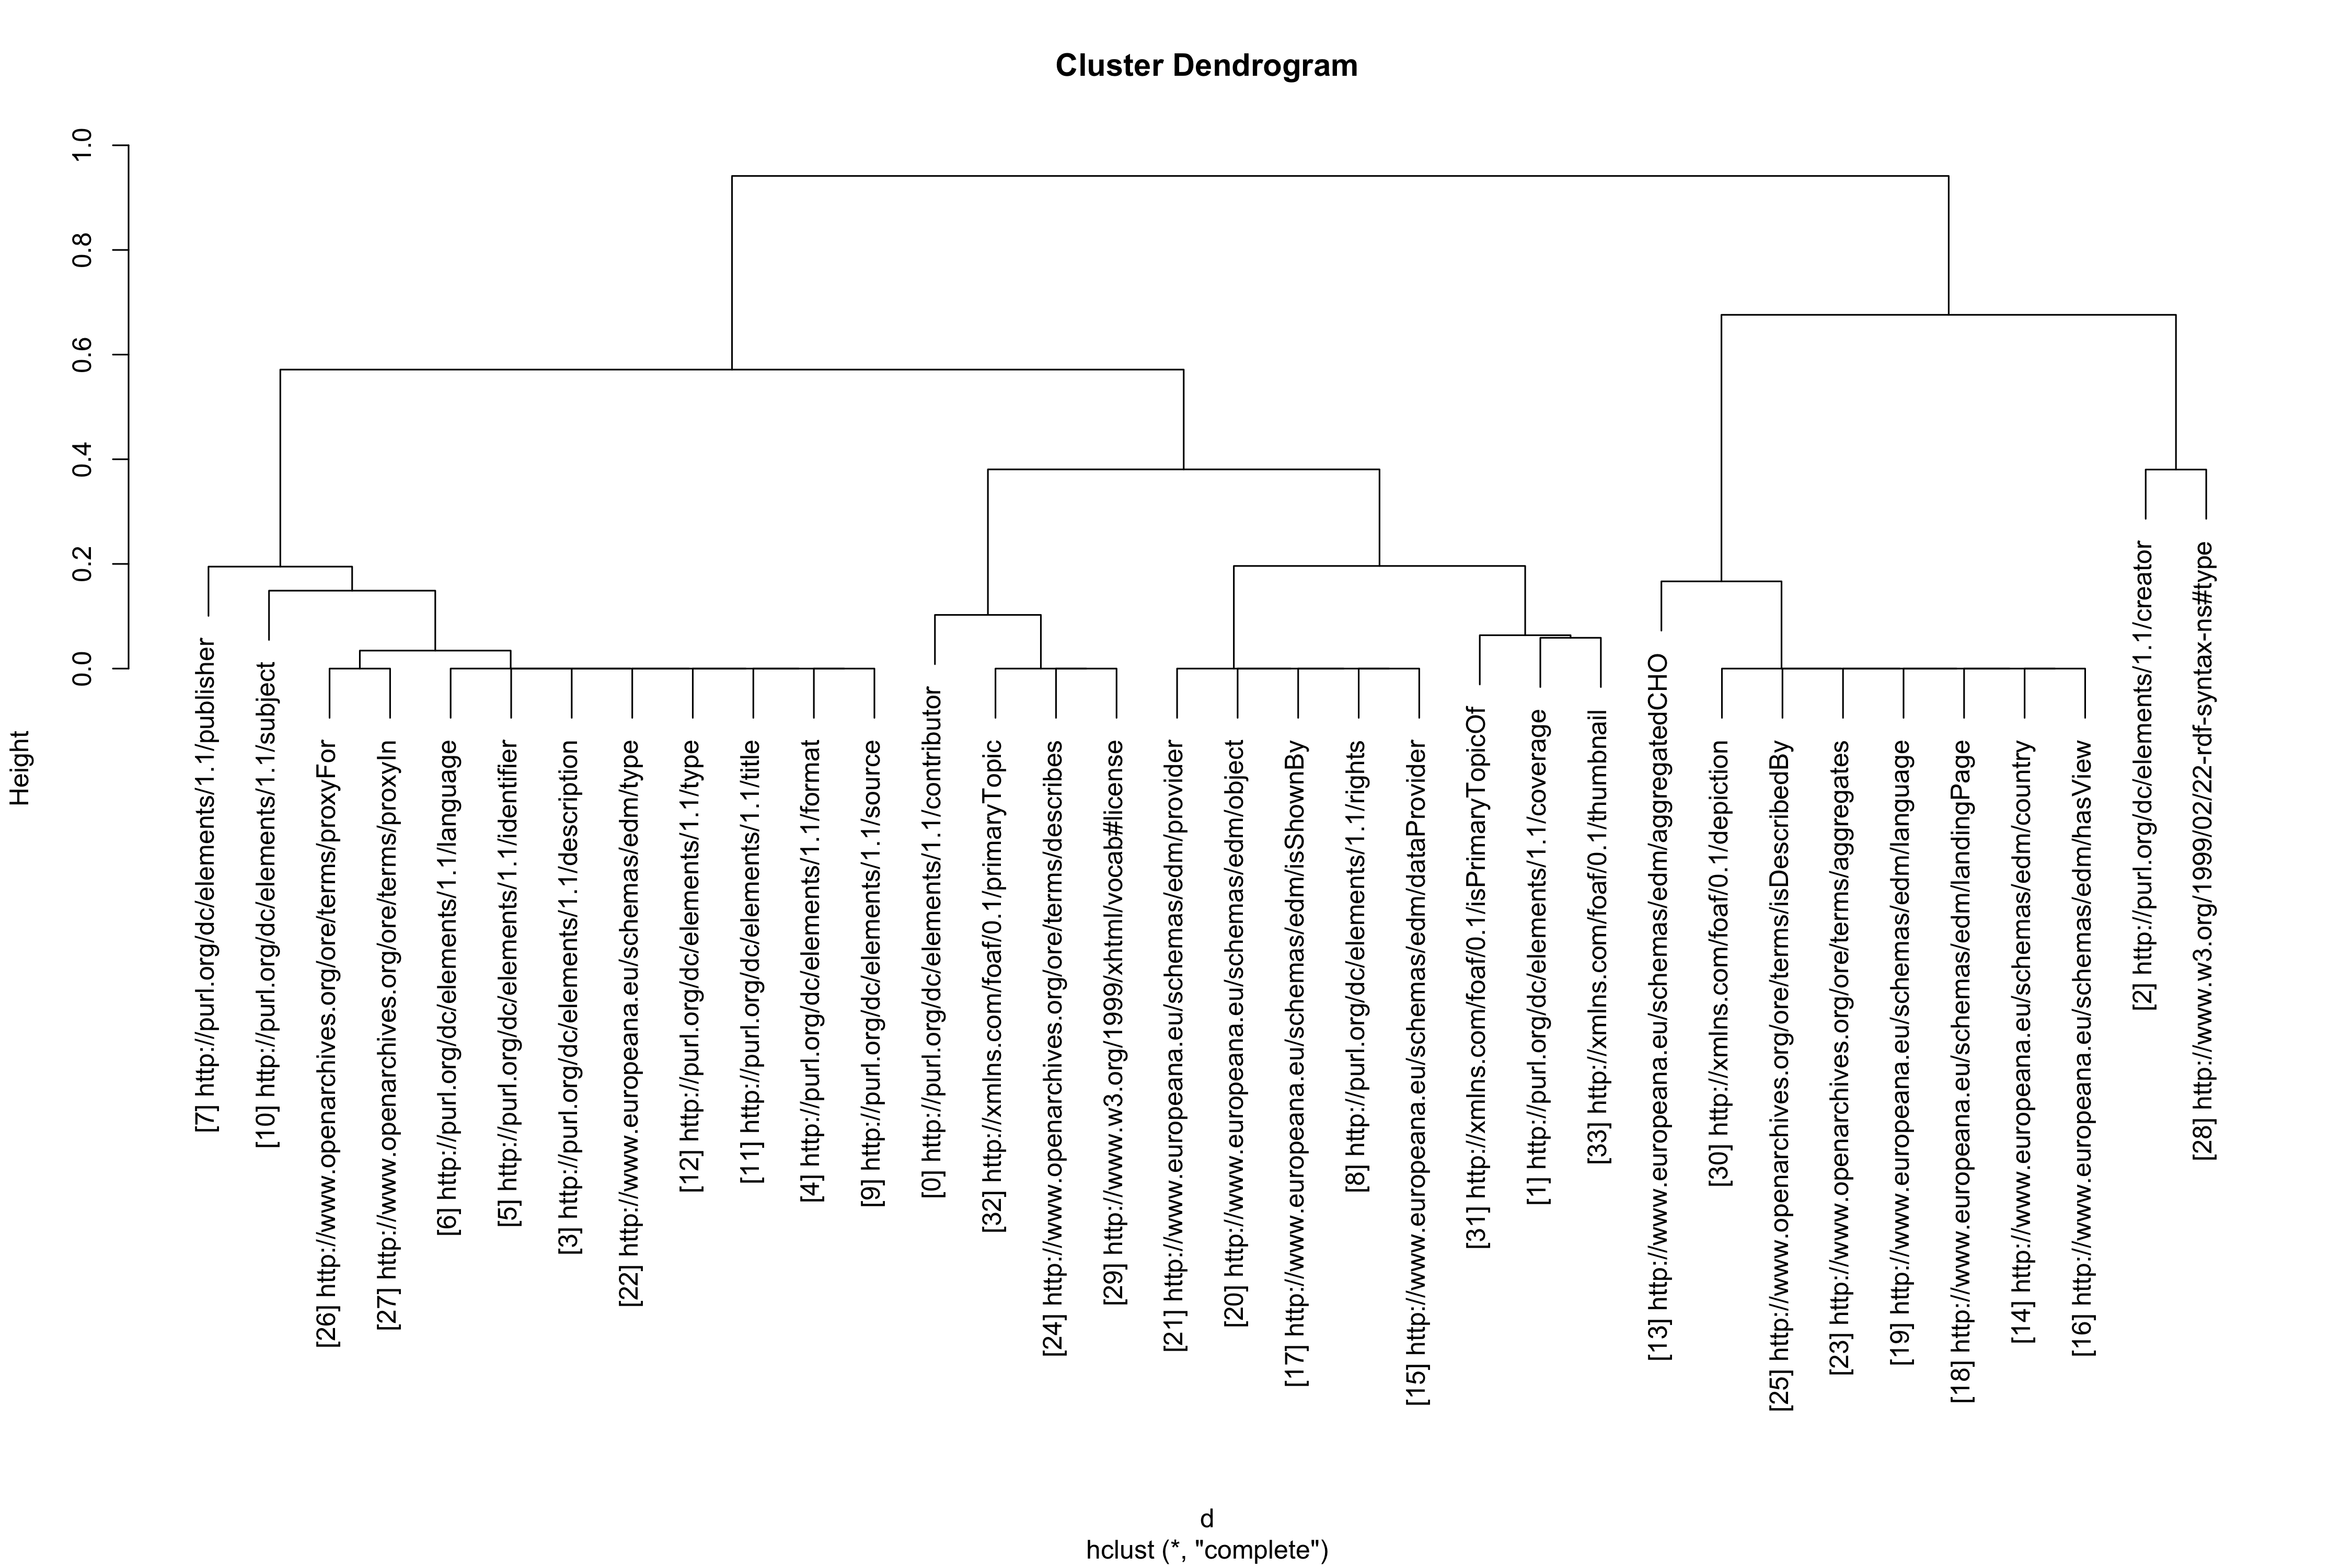 Cluster Dendrogram
Height
1.0
0.8
0.6
0.4
0.2
0.0
[7] http://purl.org/dc/elements/1.1/publisher
[10] http://purl.org/dc/elements/1.1/subject
[26] http://www.openarchives.org/ore/terms/proxyFor
[27] http://www.openarchives.org/ore/terms/proxyIn
[6] http://purl.org/dc/elements/1.1/language
[5] http://purl.org/dc/elements/1.1/identifier
[3] http://purl.org/dc/elements/1.1/description
[22] http://www.europeana.eu/schemas/edm/type
[12] http://purl.org/dc/elements/1.1/type
[11] http://purl.org/dc/elements/1.1/title
[4] http://purl.org/dc/elements/1.1/format
[9] http://purl.org/dc/elements/1.1/source
[0] http://purl.org/dc/elements/1.1/contributor
[32] http://xmlns.com/foaf/0.1/primaryTopic
[24] http://www.openarchives.org/ore/terms/describes
[29] http://www.w3.org/1999/xhtml/vocab#license
[21] http://www.europeana.eu/schemas/edm/provider
[20] http://www.europeana.eu/schemas/edm/object
[17] http://www.europeana.eu/schemas/edm/isShownBy
[8] http://purl.org/dc/elements/1.1/rights
[15] http://www.europeana.eu/schemas/edm/dataProvider
[31] http://xmlns.com/foaf/0.1/isPrimaryTopicOf
[1] http://purl.org/dc/elements/1.1/coverage
[33] http://xmlns.com/foaf/0.1/thumbnail
[13] http://www.europeana.eu/schemas/edm/aggregatedCHO
[30] http://xmlns.com/foaf/0.1/depiction
[25] http://www.openarchives.org/ore/terms/isDescribedBy
[23] http://www.openarchives.org/ore/terms/aggregates
[19] http://www.europeana.eu/schemas/edm/language
[18] http://www.europeana.eu/schemas/edm/landingPage
[14] http://www.europeana.eu/schemas/edm/country
[16] http://www.europeana.eu/schemas/edm/hasView
[2] http://purl.org/dc/elements/1.1/creator
[28] http://www.w3.org/1999/02/22-rdf-syntax-ns#type
d
hclust (*, "complete")